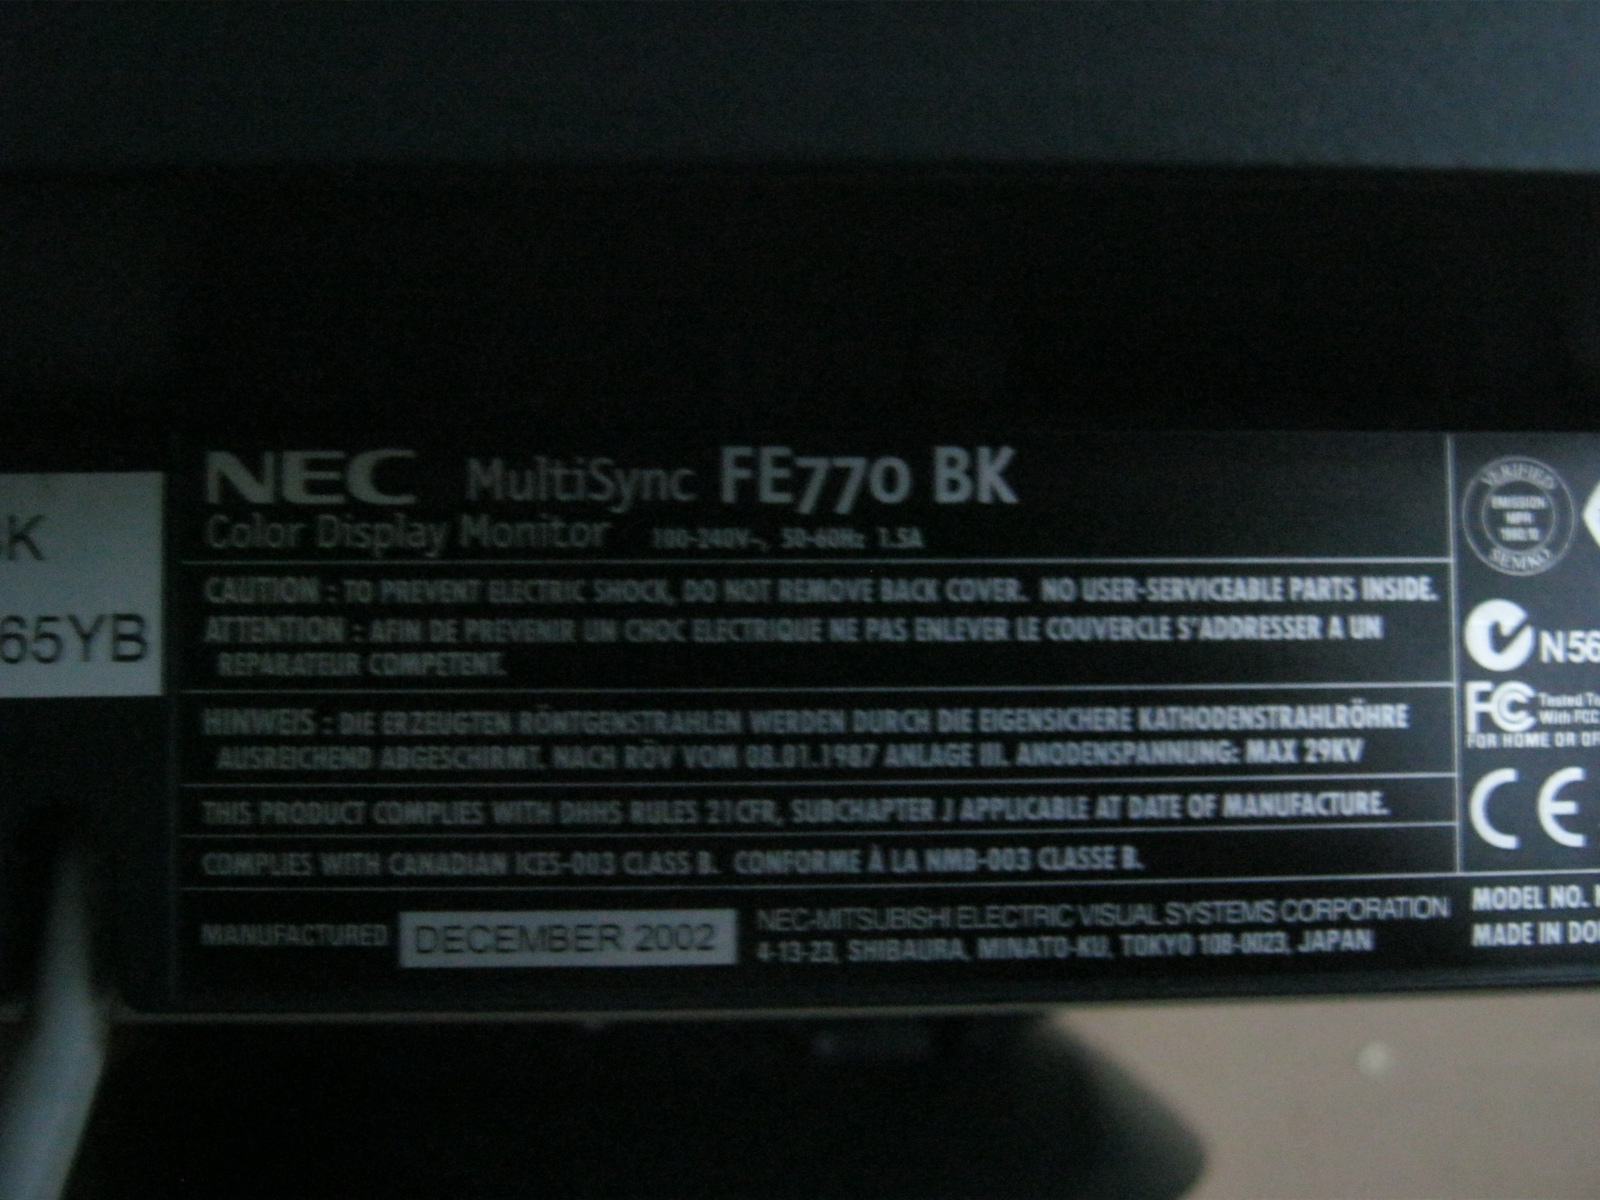 NEC MultiSync FE770 BK
Color Display Monitor 100-240V~, 50-60Hz 1.5A
CAUTION : TO PREVENT ELECTRIC SHOCK, DO NOT REMOVE BACK COVER. NO USER-SERVICEABLE PARTS INSIDE.
ATTENTION : AFIN DE PREVENIR UN CHOC ELECTRIQUE NE PAS ENLEVER LE COUVERCLE S'ADDRESSER A UN
REPARATEUR COMPETENT.
HINWEIS : DIE ERZEUGTEN RÖNTGENSTRAHLEN WERDEN DURCH DIE EIGENSICHERE KATHODENSTRAHLRÖHRE
AUSREICHEND ABGESCHIRMT. NACH RÖV VOM 08.01.1987 ANLAGE III. ANODENSPANNUNG: MAX 29KV
THIS PRODUCT COMPLIES WITH DHHS RULES 21CFR, SUBCHAPTER J APPLICABLE AT DATE OF MANUFACTURE.
COMPLIES WITH CANADIAN ICES-003 CLASS B. CONFORME À LA NMB-003 CLASSE B.
MANUFACTURED DECEMBER 2002
NEC-MITSUBISHI ELECTRIC VISUAL SYSTEMS CORPORATION
4-13-23, SHIBAURA, MINATO-KU, TOKYO 108-0023, JAPAN
K
65YB
VERIFIED
EMISSION
MPR
SEMKO
N56
FC
Tested To
With FCC
FOR HOME OR OF
CE
MODEL NO.
MADE IN